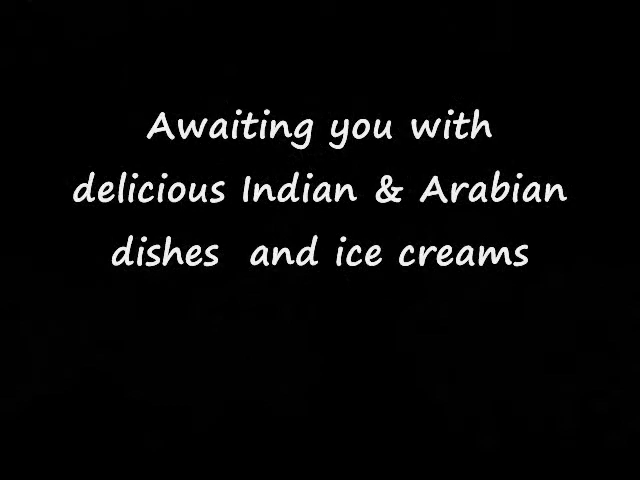 Awaiting you with
delicious Indian & Arabian
dishes  and ice creams